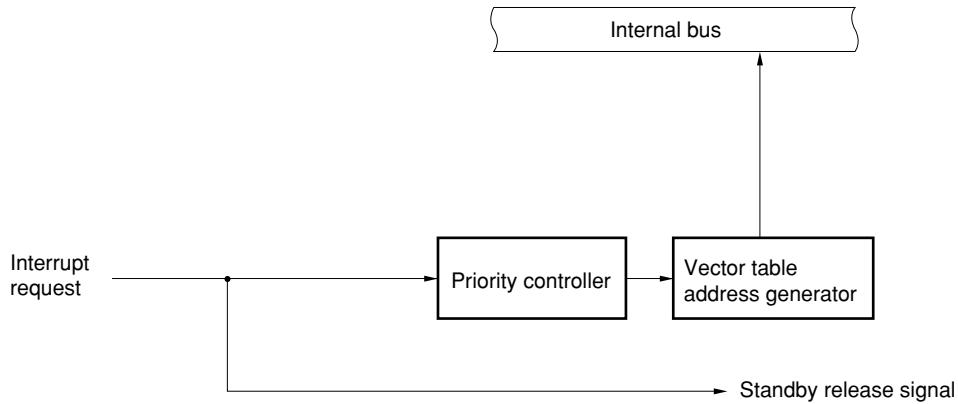 Internal bus
Interrupt
request
Priority controller
Vector table
address generator
Standby release signal